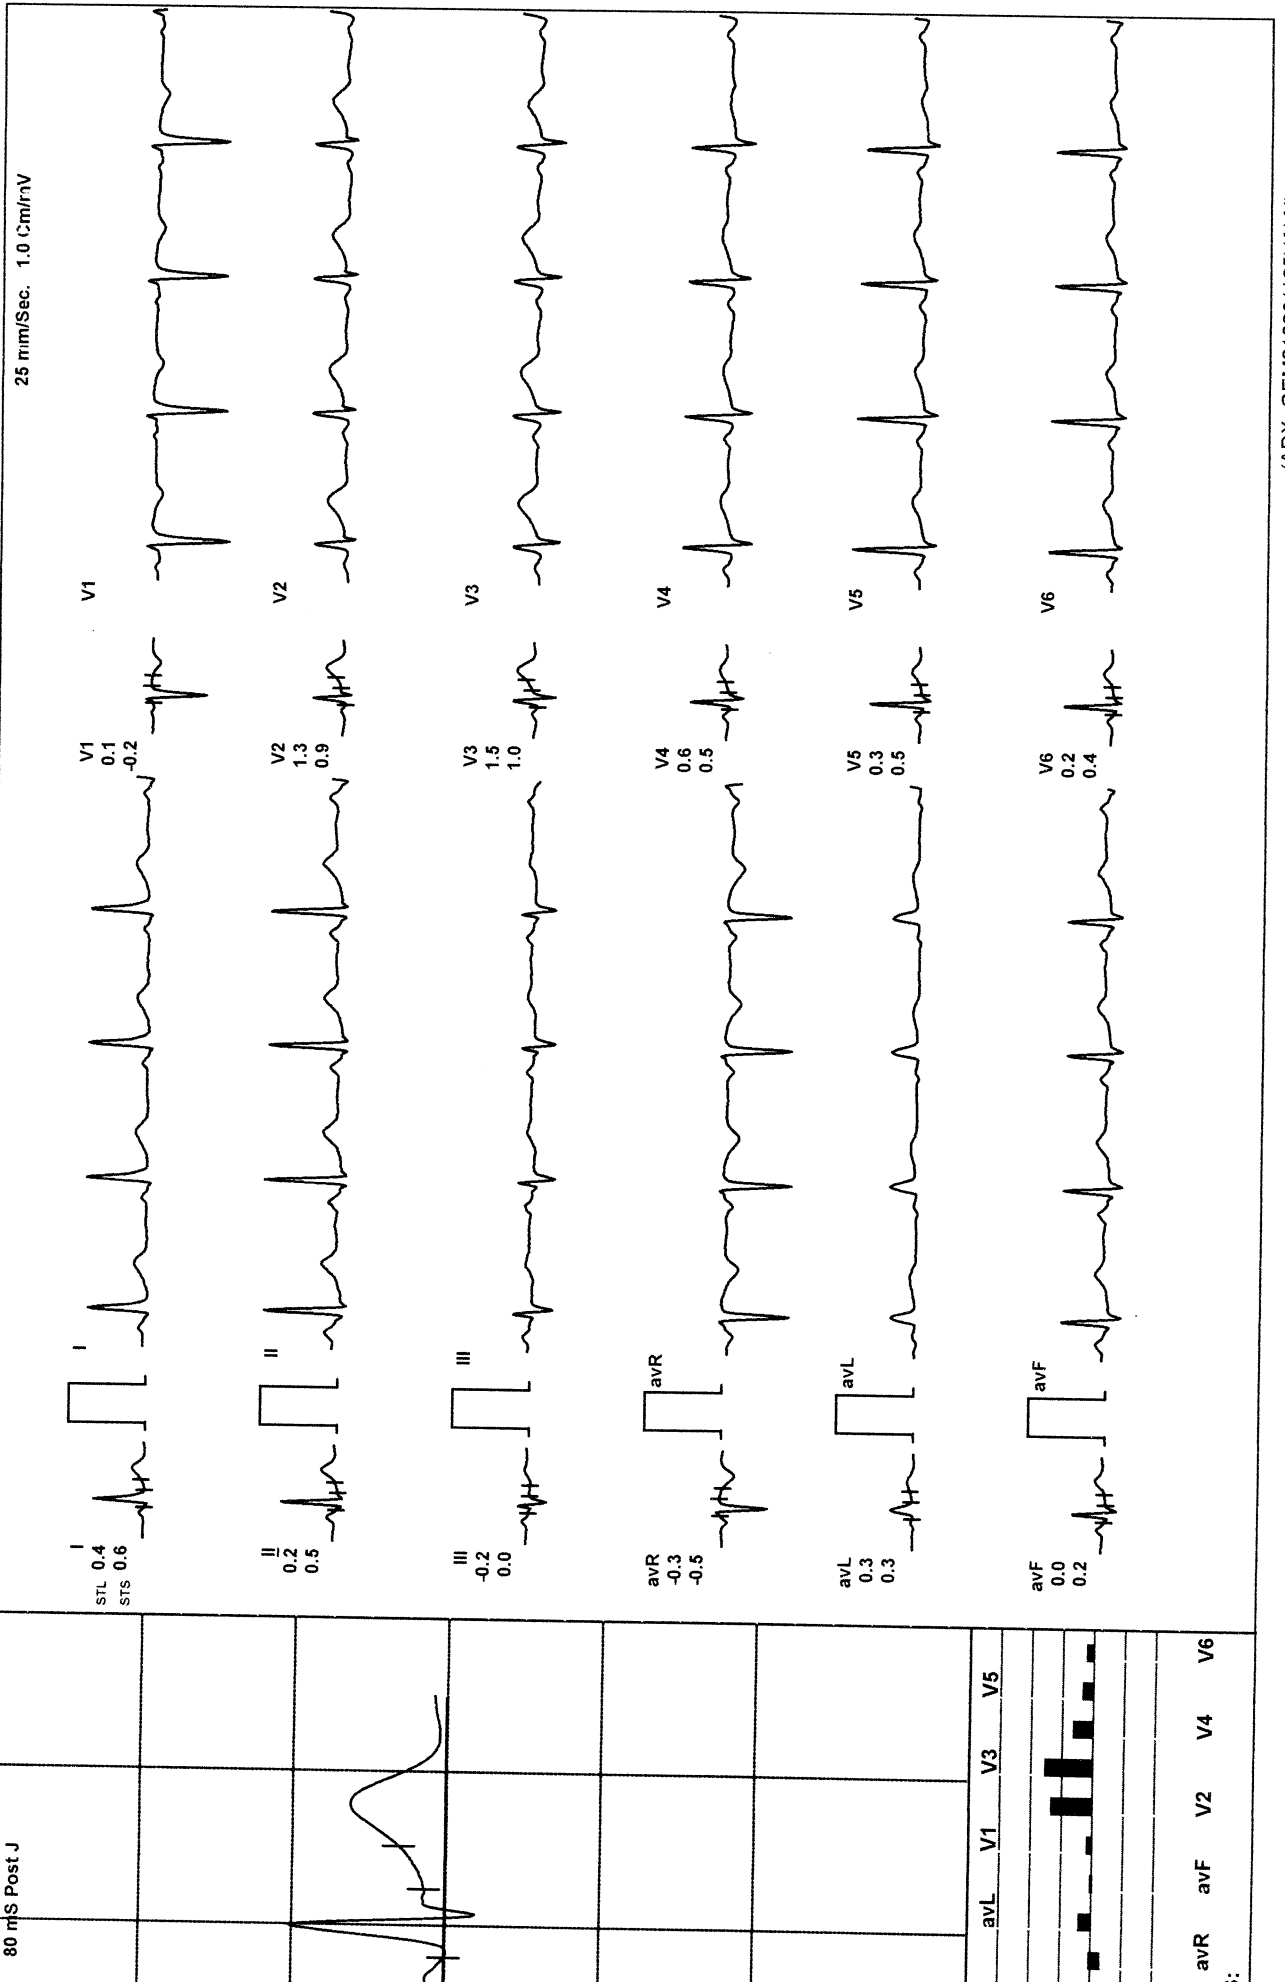 80 mS Post J
25 mm/Sec. 1.0 Cm/mV
I
STL 0.4
STS 0.6
I
V1
0.1
-0.2
V1
II
0.2
0.5
II
V2
1.3
0.9
V2
III
-0.2
0.0
III
V3
1.5
1.0
V3
avR
-0.3
-0.5
avR
V4
0.6
0.5
V4
avL
0.3
0.3
avL
V5
0.3
0.5
V5
avF
0.0
0.2
avF
V6
0.2
0.4
V6
avL V1 V3 V5
avR avF V2 V4 V6